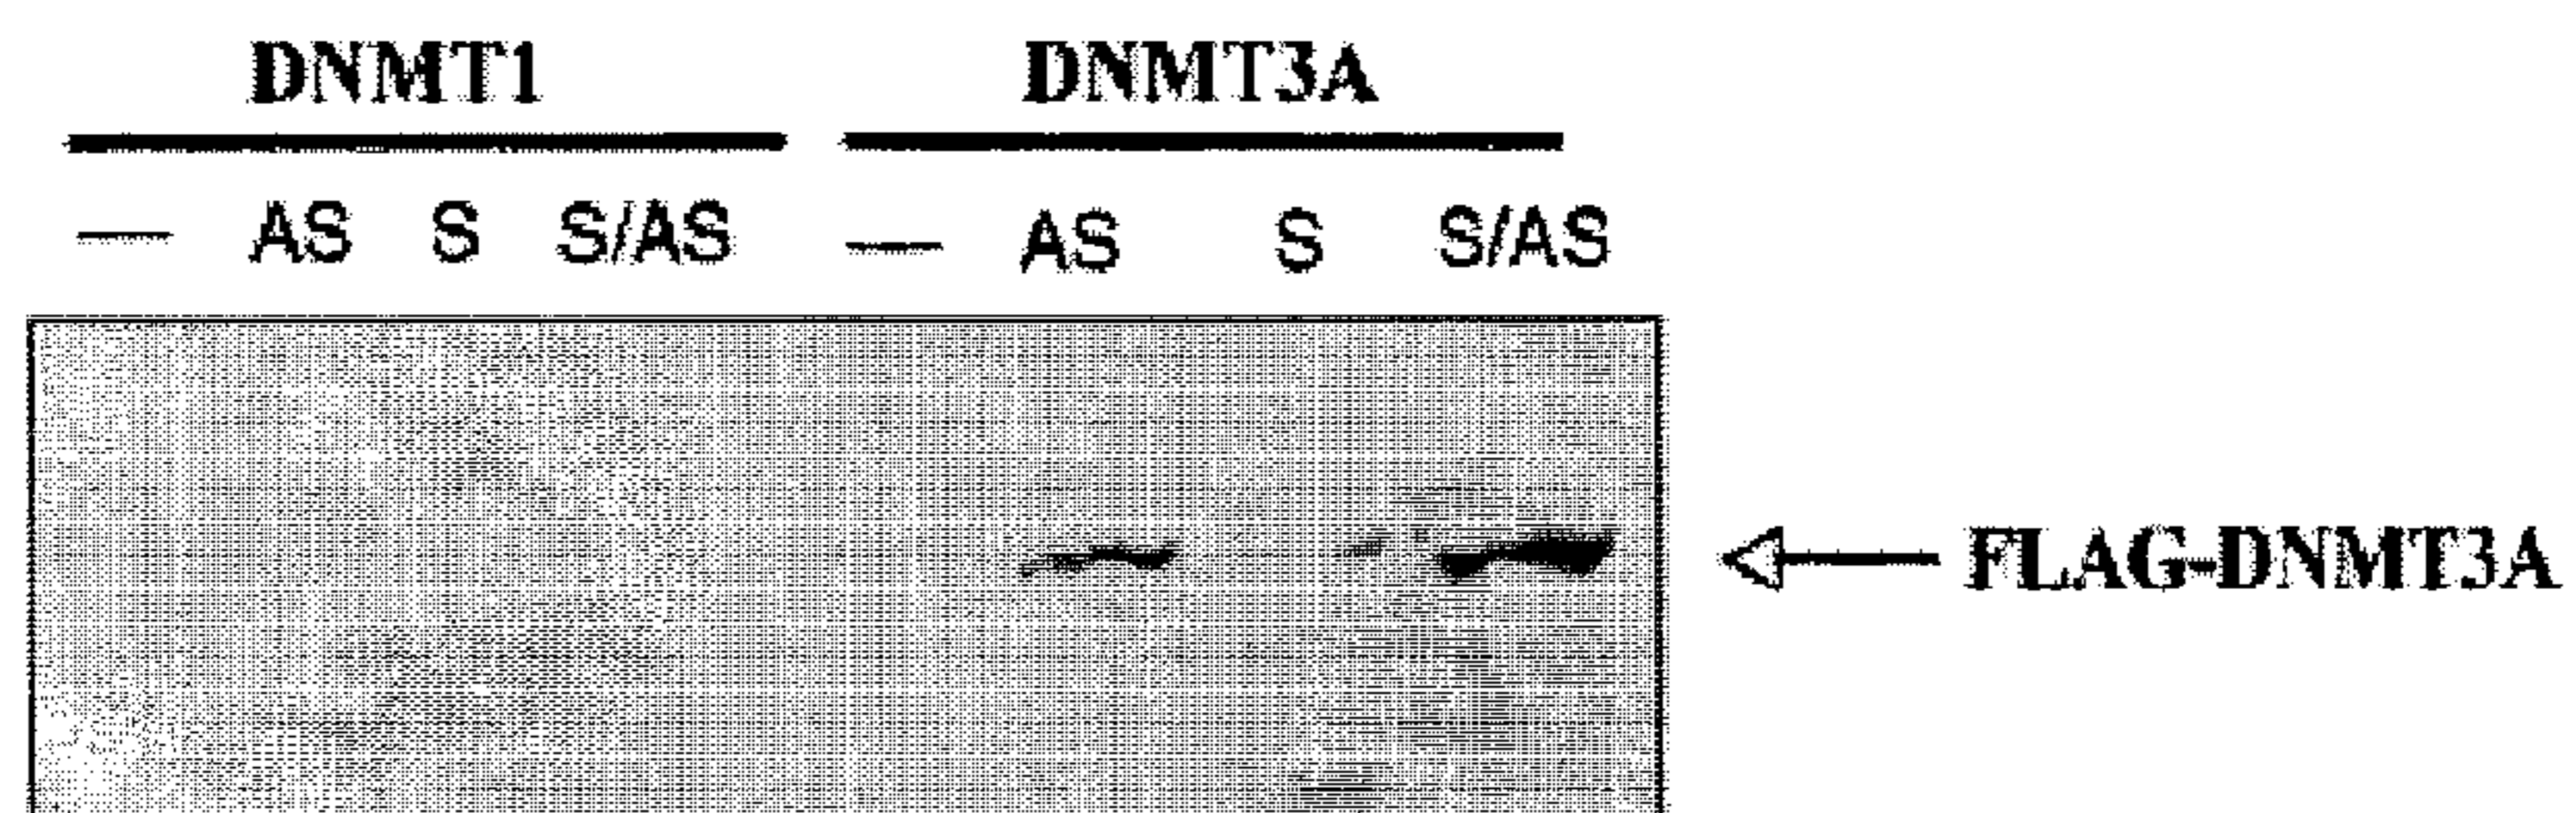 DNMT1 DNMT3A
— AS S S/AS — AS S S/AS
FLAG-DNMT3A